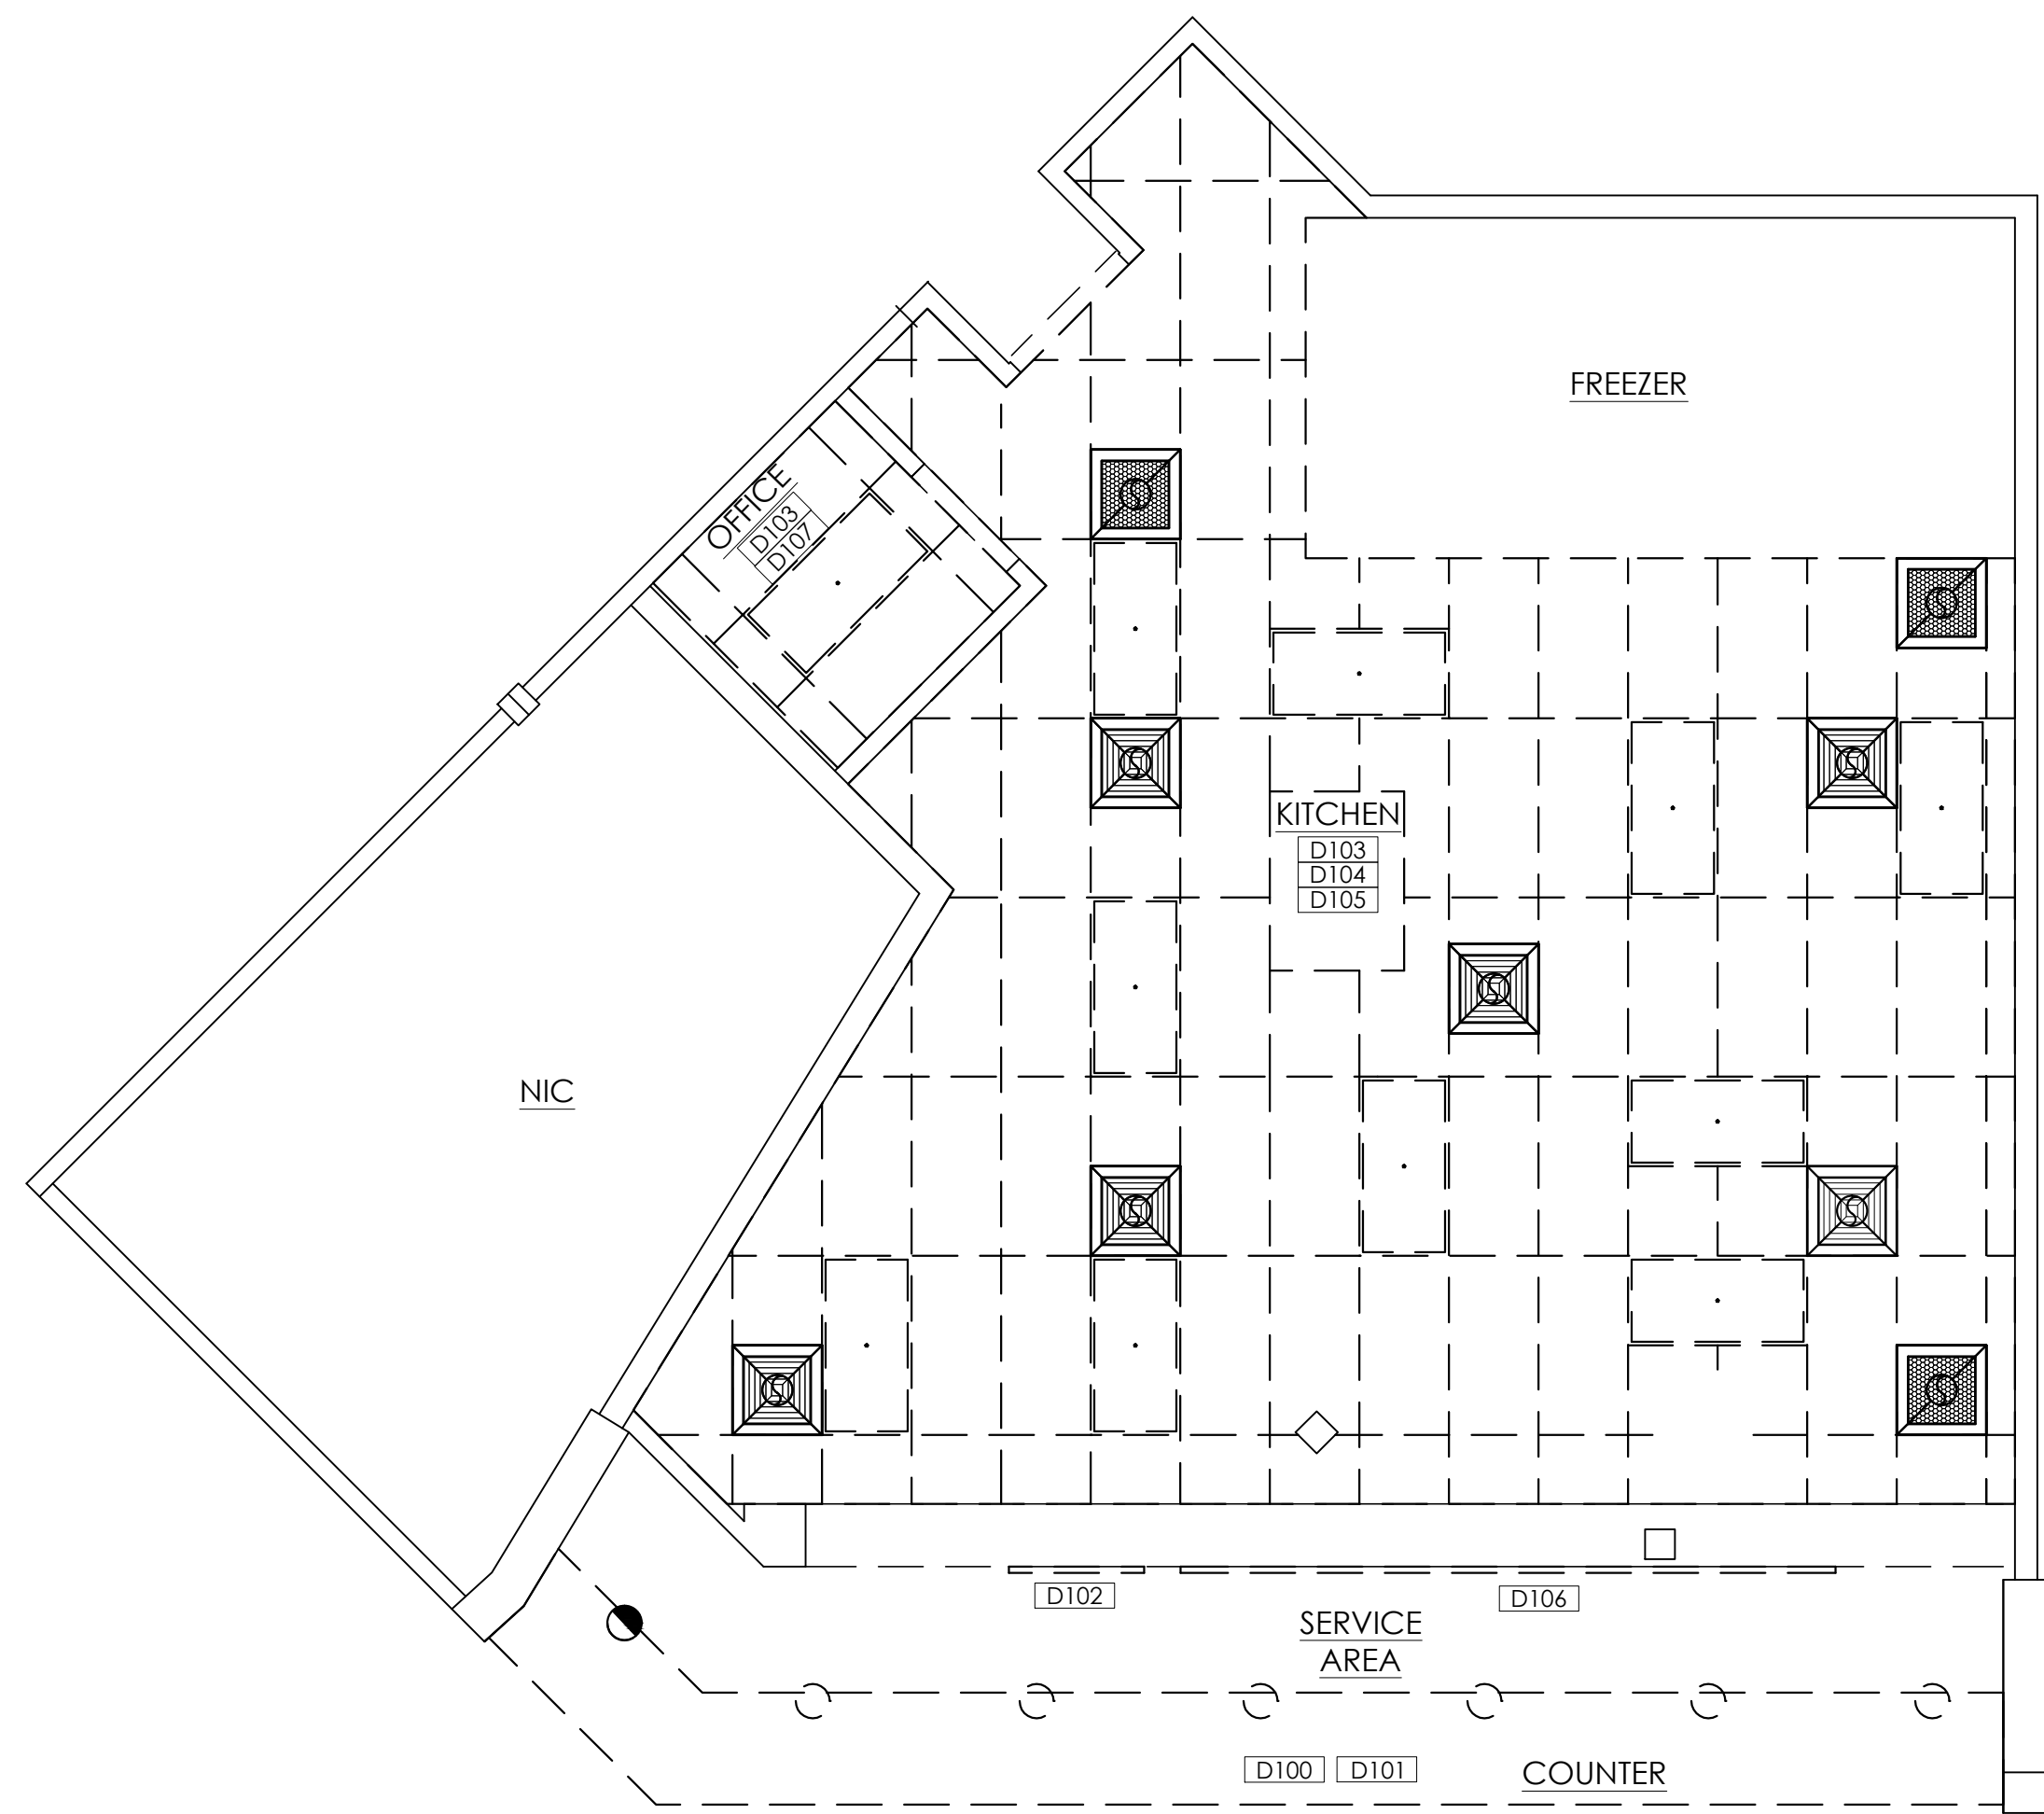 FREEZER
OFFICE
D103
D107
KITCHEN
D103
D104
D105
NIC
D102
D106
SERVICE
AREA
D100
D101
COUNTER
S
S
S
S
S
S
S
S
S